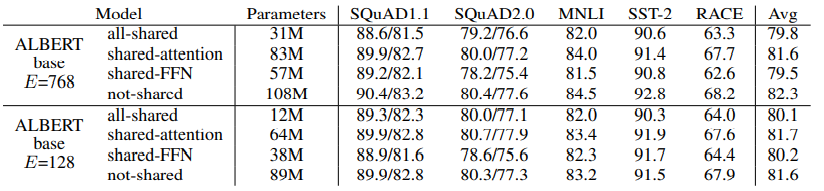 Model Parameters SQuAD1.1 SQuAD2.0 MNLI SST-2 RACE Avg
ALBERT base E=768
all-shared 31M 88.6/81.5 79.2/76.6 82.0 90.6 63.3 79.8
shared-attention 83M 89.9/82.7 80.0/77.2 84.0 91.4 67.7 81.6
shared-FFN 57M 89.2/82.1 78.2/75.4 81.5 90.8 62.6 79.5
not-shared 108M 90.4/83.2 80.4/77.6 84.5 92.8 68.2 82.3
ALBERT base E=128
all-shared 12M 89.3/82.3 80.0/77.1 82.0 90.3 64.0 80.1
shared-attention 64M 89.9/82.8 80.7/77.9 83.4 91.9 67.6 81.7
shared-FFN 38M 88.9/81.6 78.6/75.6 82.3 91.7 64.4 80.2
not-shared 89M 89.9/82.8 80.3/77.3 83.2 91.5 67.9 81.6